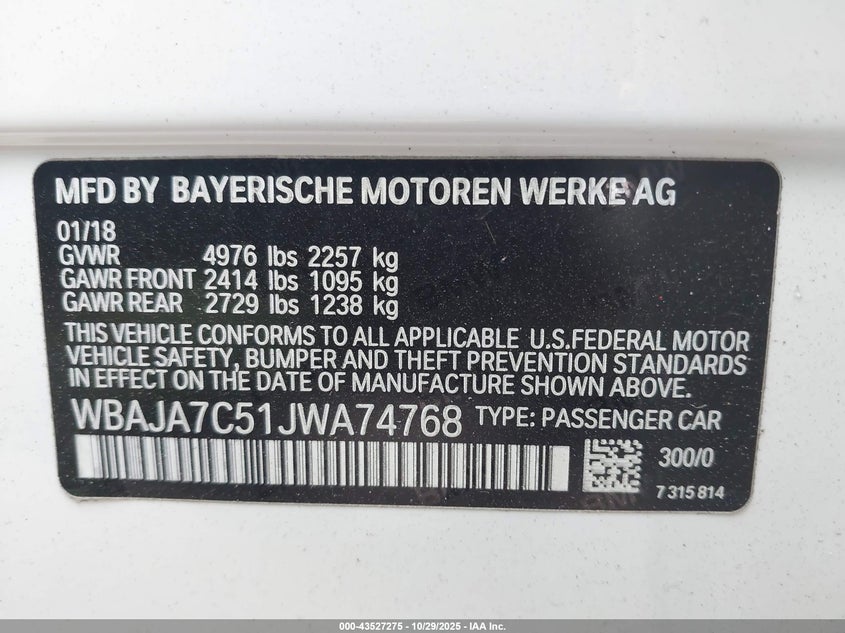 MFD BY BAYERISCHE MOTOREN WERKE AG
01/18
GVWR 4976 lbs 2257 kg
GAWR FRONT 2414 lbs 1095 kg
GAWR REAR 2729 lbs 1238 kg
THIS VEHICLE CONFORMS TO ALL APPLICABLE U.S.FEDERAL MOTOR
VEHICLE SAFETY, BUMPER AND THEFT PREVENTION STANDARDS
IN EFFECT ON THE DATE OF MANUFACTURE SHOWN ABOVE.
WBAJA7C51JWA74768 TYPE: PASSENGER CAR
300/0
7315814
000-43527275 - 10/29/2025 - IAA Inc.